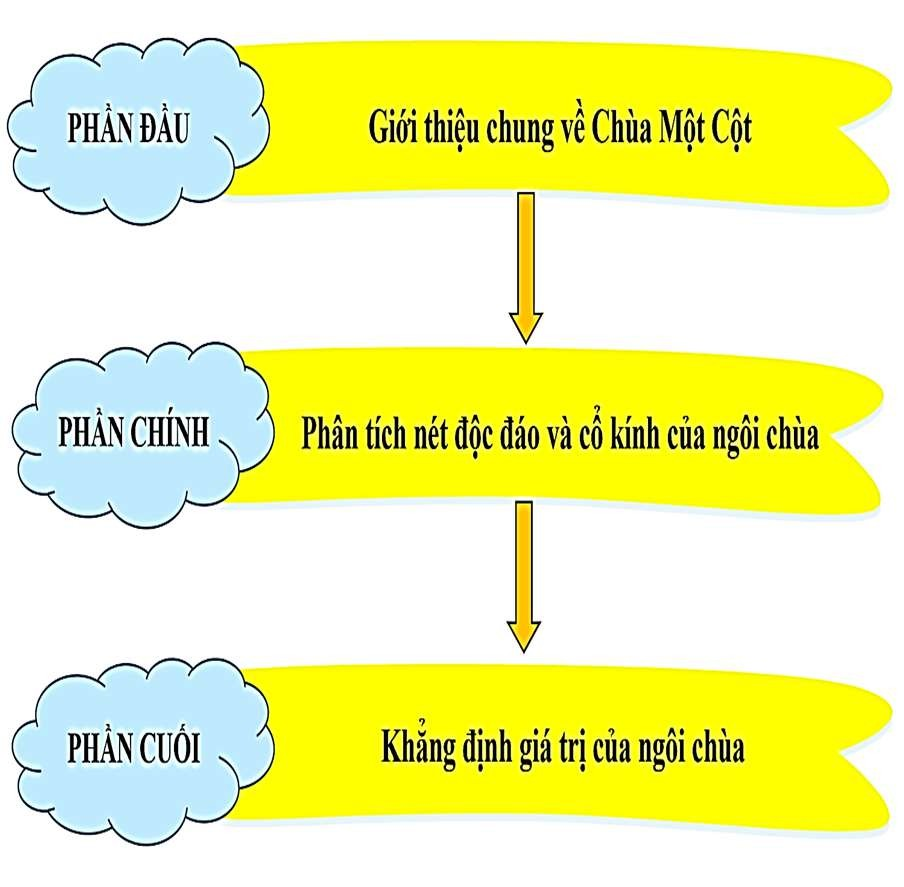 PHẦN ĐẦU
Giới thiệu chung về Chùa Một Cột
PHẦN CHÍNH
Phân tích nét độc đáo và cổ kính của ngôi chùa
PHẦN CUỐI
Khẳng định giá trị của ngôi chùa